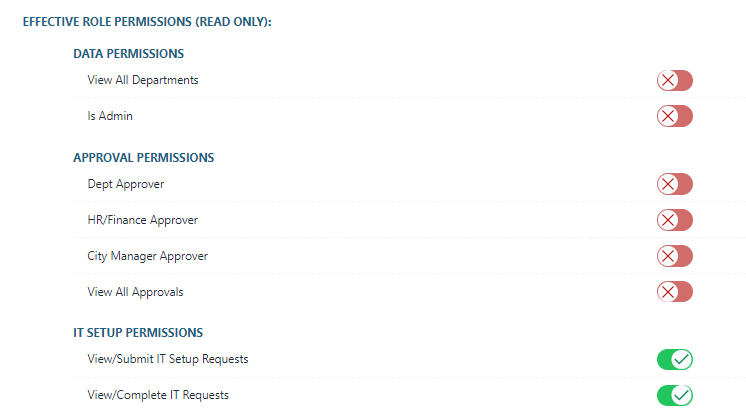 EFFECTIVE ROLE PERMISSIONS (READ ONLY):
DATA PERMISSIONS
View All Departments
Is Admin
APPROVAL PERMISSIONS
Dept Approver
HR/Finance Approver
City Manager Approver
View All Approvals
IT SETUP PERMISSIONS
View/Submit IT Setup Requests
View/Complete IT Requests